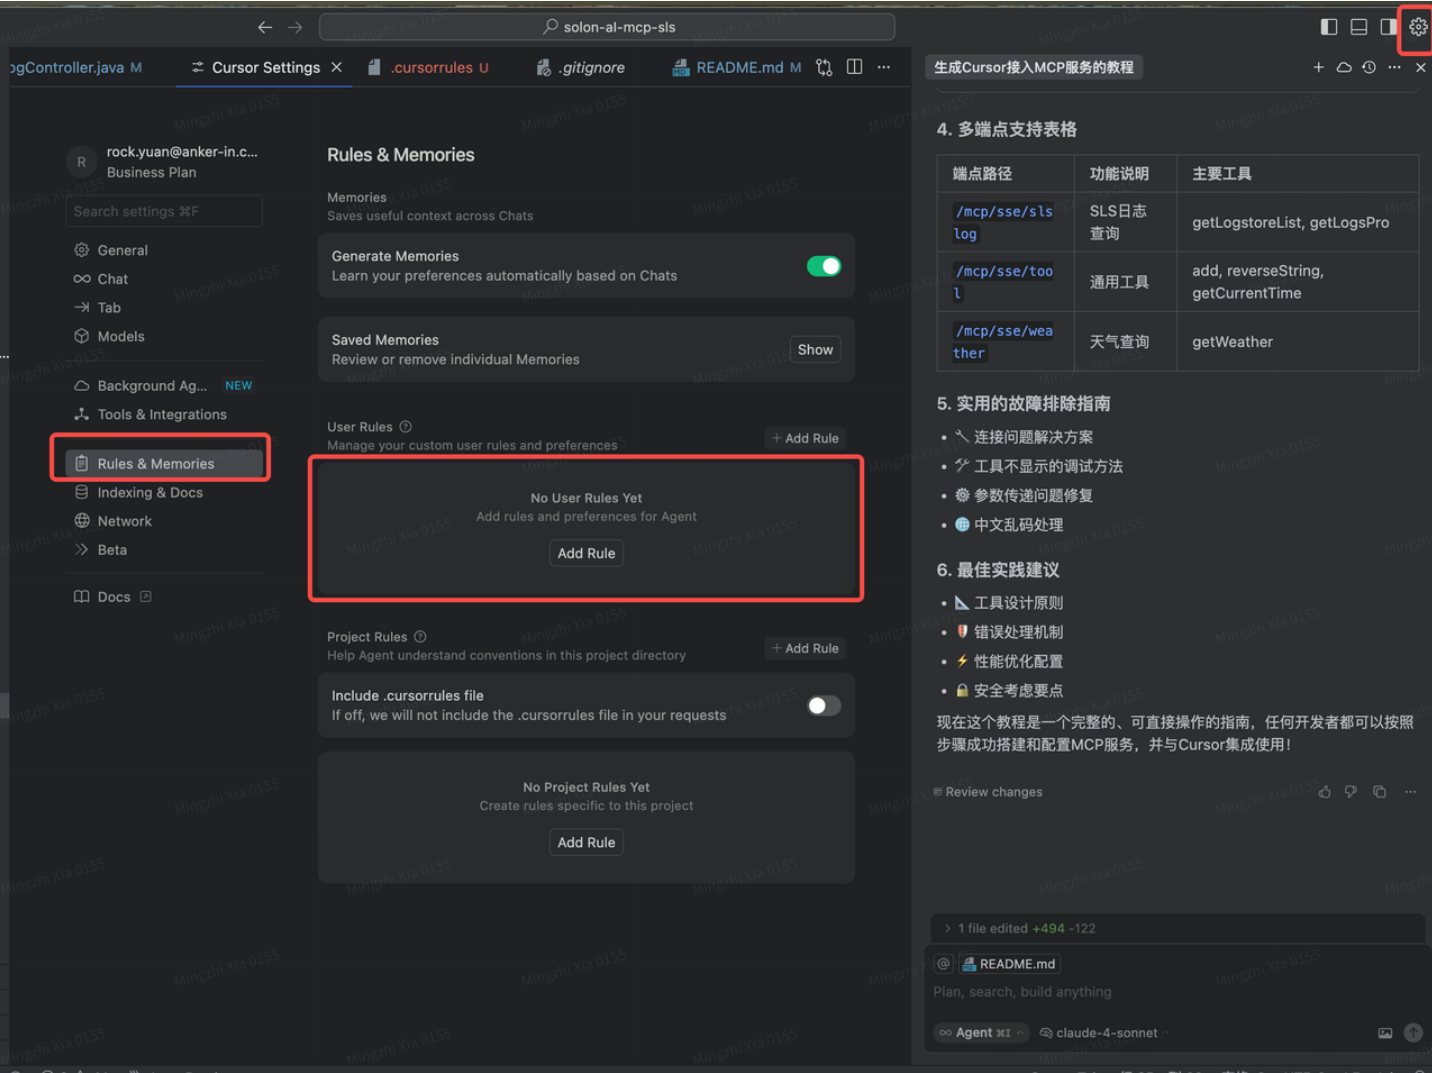 solon-al-mcp-sls
ogController.java M
Cursor Settings
.cursorrules U
.gitignore
README.md M
生成Cursor接入MCP服务的教程
R
rock.yuan@anker-in.c...
Business Plan
Search settings ⌘F
General
Chat
Tab
Models
Background Ag... NEW
Tools & Integrations
Rules & Memories
Indexing & Docs
Network
Beta
Docs
Rules & Memories
Memories
Saves useful context across Chats
Generate Memories
Learn your preferences automatically based on Chats
Saved Memories
Review or remove individual Memories
Show
User Rules
Manage your custom user rules and preferences
+ Add Rule
No User Rules Yet
Add rules and preferences for Agent
Add Rule
Project Rules
Help Agent understand conventions in this project directory
+ Add Rule
Include .cursorrules file
If off, we will not include the .cursorrules file in your requests
No Project Rules Yet
Create rules specific to this project
Add Rule
4. 多端点支持表格
端点路径 功能说明 主要工具
/mcp/sse/sls
log
SLS日志
查询
getLogstoreList, getLogsPro
/mcp/sse/too
l
通用工具
add, reverseString,
getCurrentTime
/mcp/sse/wea
ther
天气查询
getWeather
5. 实用的故障排除指南
• 🔧 连接问题解决方案
• 🛠 工具不显示的调试方法
• ⚙️ 参数传递问题修复
• 🌐 中文乱码处理
6. 最佳实践建议
• 📐 工具设计原则
• 🛡 错误处理机制
• ⚡ 性能优化配置
• 🔒 安全考虑要点
现在这个教程是一个完整的、可直接操作的指南，任何开发者都可以按照
步骤成功搭建和配置MCP服务，并与Cursor集成使用！
Review changes
1 file edited +494 -122
@ README.md
Plan, search, build anything
Agent ⌘I
claude-4-sonnet
Mingzhi Xia 0155